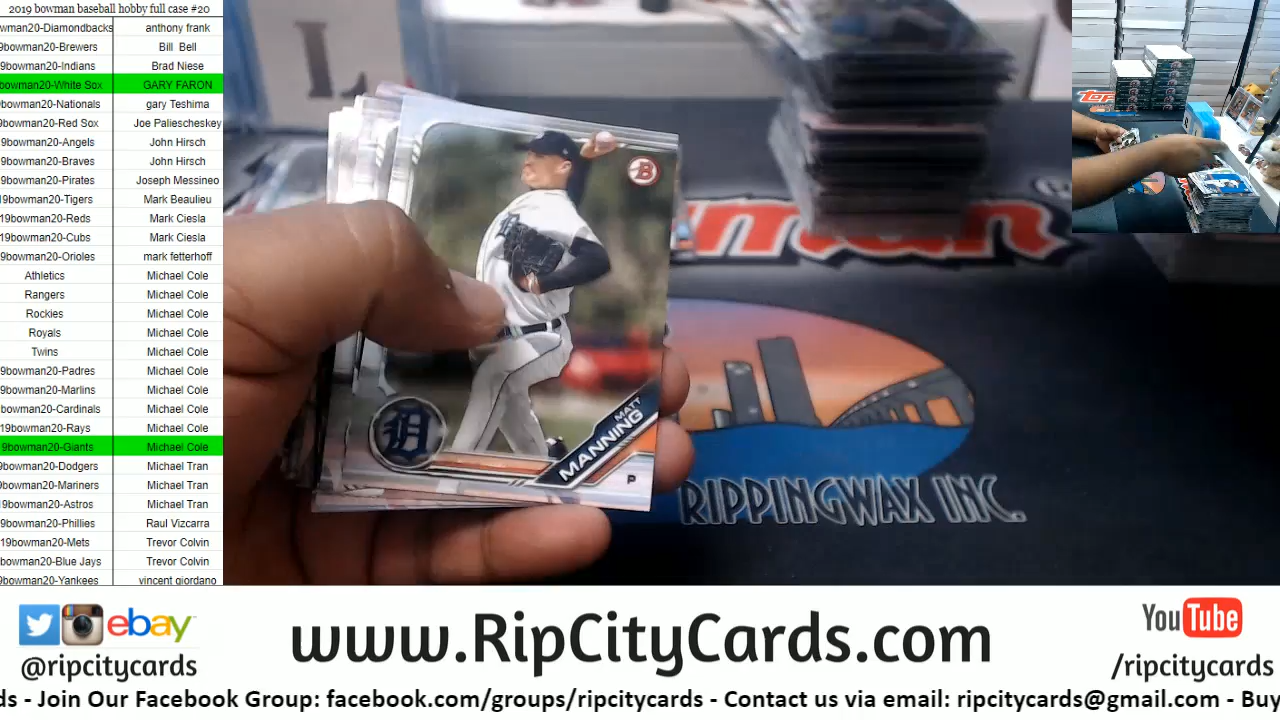 2019 bowman baseball hobby full case #20
wman20-Diamondbacks anthony frank
9bowman20-Brewers Bill Bell
9bowman20-Indians Brad Niese
bowman20-White Sox GARY FARON
bowman20-Nationals gary Teshima
9bowman20-Red Sox Joe Paliescheskey
9bowman20-Angels John Hirsch
9bowman20-Braves John Hirsch
9bowman20-Pirates Joseph Messineo
19bowman20-Tigers Mark Beaulieu
19bowman20-Reds Mark Ciesla
19bowman20-Cubs Mark Ciesla
9bowman20-Orioles mark fetterhoff
Athletics Michael Cole
Rangers Michael Cole
Rockies Michael Cole
Royals Michael Cole
Twins Michael Cole
9bowman20-Padres Michael Cole
9bowman20-Marlins Michael Cole
bowman20-Cardinals Michael Cole
19bowman20-Rays Michael Cole
9bowman20-Giants Michael Cole
9bowman20-Dodgers Michael Tran
9bowman20-Mariners Michael Tran
19bowman20-Astros Michael Tran
9bowman20-Phillies Raul Vizcarra
19bowman20-Mets Trevor Colvin
bowman20-Blue Jays Trevor Colvin
9bowman20-Yankees vincent giordano
B
D
MATT
MANNING
P
wman
RIPPINGWAX INC.
Topps
ebay
@ripcitycards
www.RipCityCards.com
YouTube
/ripcitycards
ds - Join Our Facebook Group: facebook.com/groups/ripcitycards - Contact us via email: ripcitycards@gmail.com - Buy